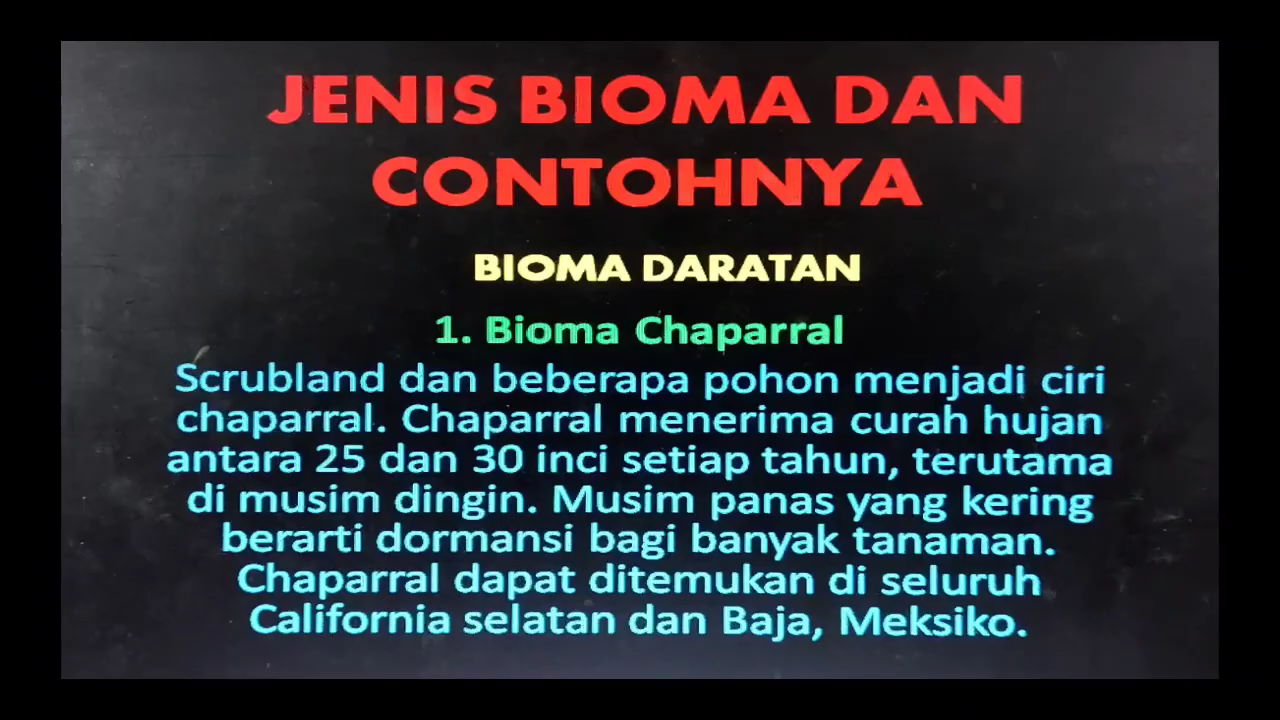 JENIS BIOMA DAN
CONTOHNYA
BIOMA DARATAN
1. Bioma Chaparral
Scrubland dan beberapa pohon menjadi ciri
chaparral. Chaparral menerima curah hujan
antara 25 dan 30 inci setiap tahun, terutama
di musim dingin. Musim panas yang kering
berarti dormansi bagi banyak tanaman.
Chaparral dapat ditemukan di seluruh
California selatan dan Baja, Meksiko.